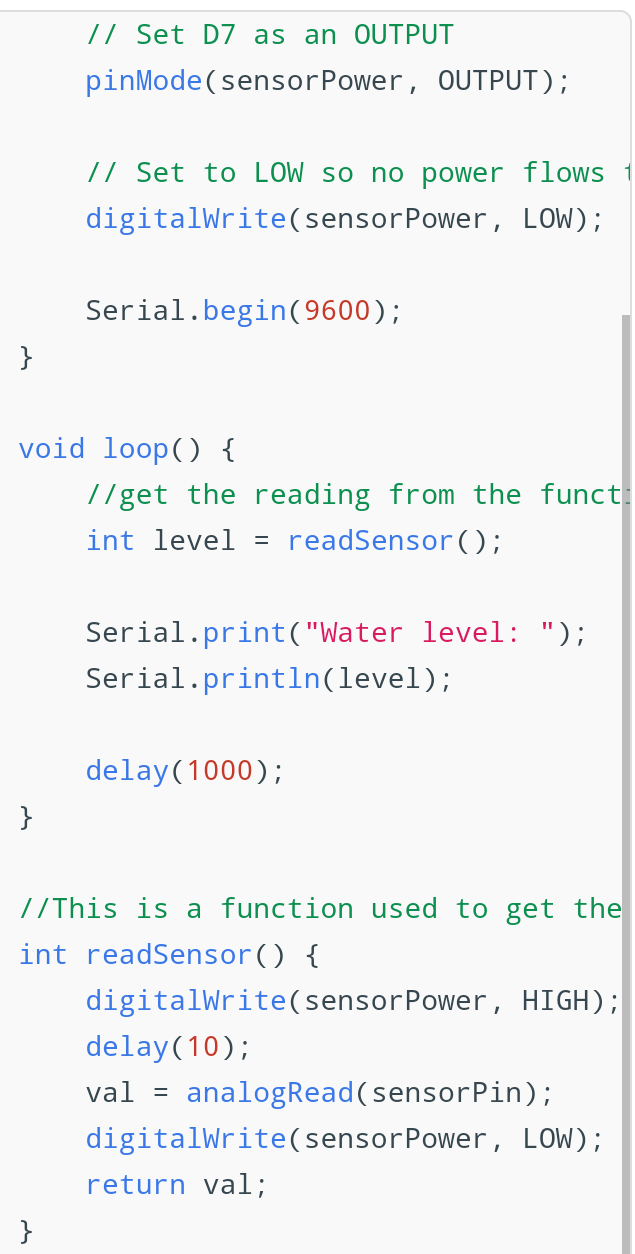 // Set D7 as an OUTPUT
pinMode(sensorPower, OUTPUT);
// Set to LOW so no power flows
digitalWrite(sensorPower, LOW);
Serial.begin(9600);
}
void loop() {
//get the reading from the
int level = readSensor();
Serial.print("Water level: ");
Serial.println(level);
delay(1000);
}
//This is a function used to get the
int readSensor() {
digitalWrite(sensorPower, HIGH);
delay(10);
val = analogRead(sensorPin);
digitalWrite(sensorPower, LOW);
return val;
}